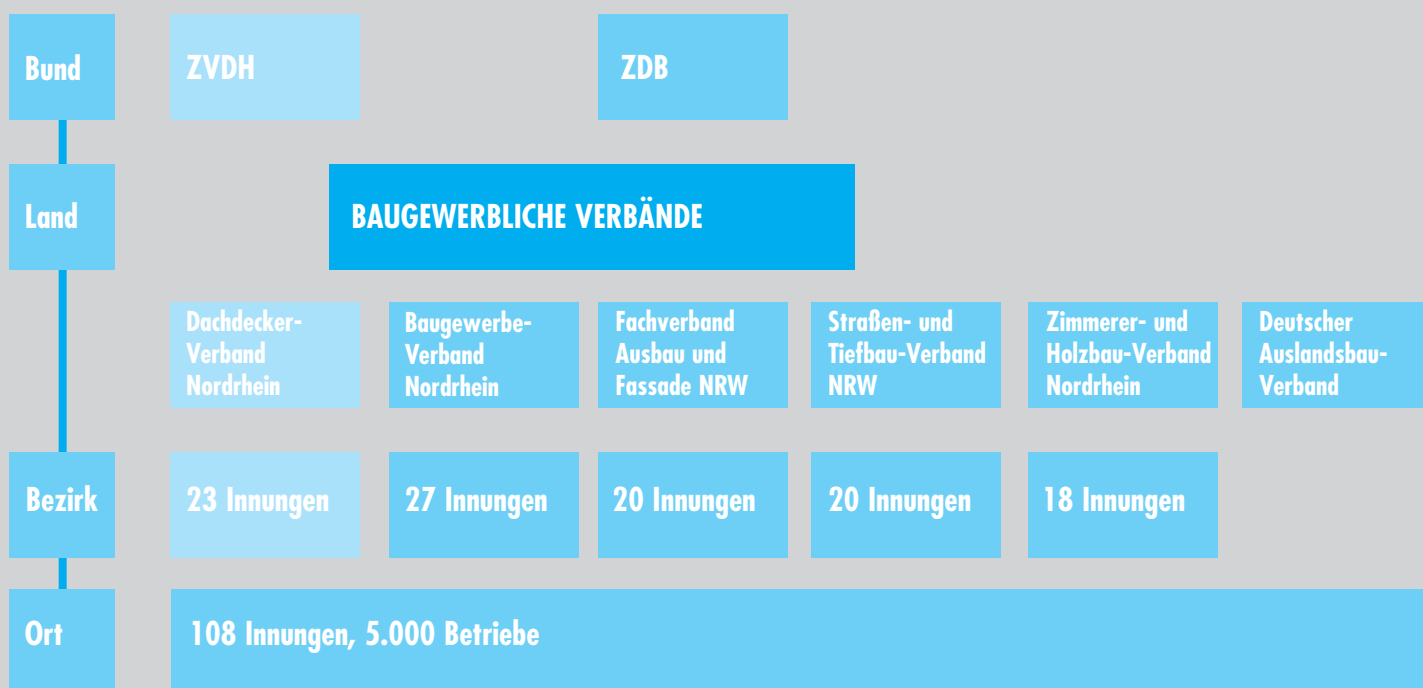 Bund
ZVDH
ZDB
Land
BAUGEWERBLICHE VERBÄNDE
Dachdecker-
Verband
Nordrhein
Baugewerbe-
Verband
Nordrhein
Fachverband
Ausbau und
Fassade NRW
Straßen- und
Tiefbau-Verband
NRW
Zimmerer- und
Holzbau-Verband
Nordrhein
Deutscher
Auslandsbau-
Verband
Bezirk
23 Innungen
27 Innungen
20 Innungen
20 Innungen
18 Innungen
Ort
108 Innungen, 5.000 Betriebe